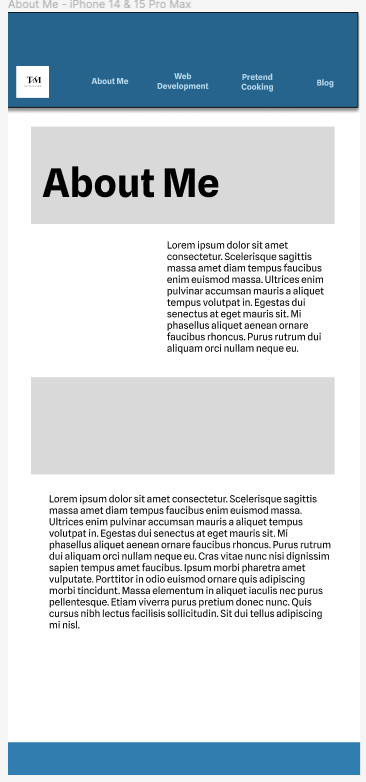 About Me - iPhone 14 & 15 Pro Max
TSM
About Me
Web
Development
Pretend
Cooking
Blog
About Me
Lorem ipsum dolor sit amet
consectetur. Scelerisque sagittis
massa amet diam tempus faucibus
enim euismod massa. Ultrices enim
pulvinar accumsan mauris a aliquet
tempus volutpat in. Egestas dui
senectus at eget mauris sit. Mi
phasellus aliquet aenean ornare
faucibus rhoncus. Purus rutrum dui
aliquam orci nullam neque eu.
Lorem ipsum dolor sit amet consectetur. Scelerisque sagittis
massa amet diam tempus faucibus enim euismod massa.
Ultrices enim pulvinar accumsan mauris a aliquet tempus
volutpat in. Egestas dui senectus at eget mauris sit. Mi
phasellus aliquet aenean ornare faucibus rhoncus. Purus rutrum
dui aliquam orci nullam neque eu. Cras vitae nunc nisi dignissim
sapien tempus amet faucibus. Ipsum morbi pharetra amet
vulputate. Porttitor in odio euismod ornare quis adipiscing
morbi tincidunt. Massa elementum in aliquet iaculis nec purus
pellentesque. Etiam viverra purus pretium donec nunc. Quis
cursus nibh lectus facilisis sollicitudin. Sit dui tellus adipiscing
mi nisl.